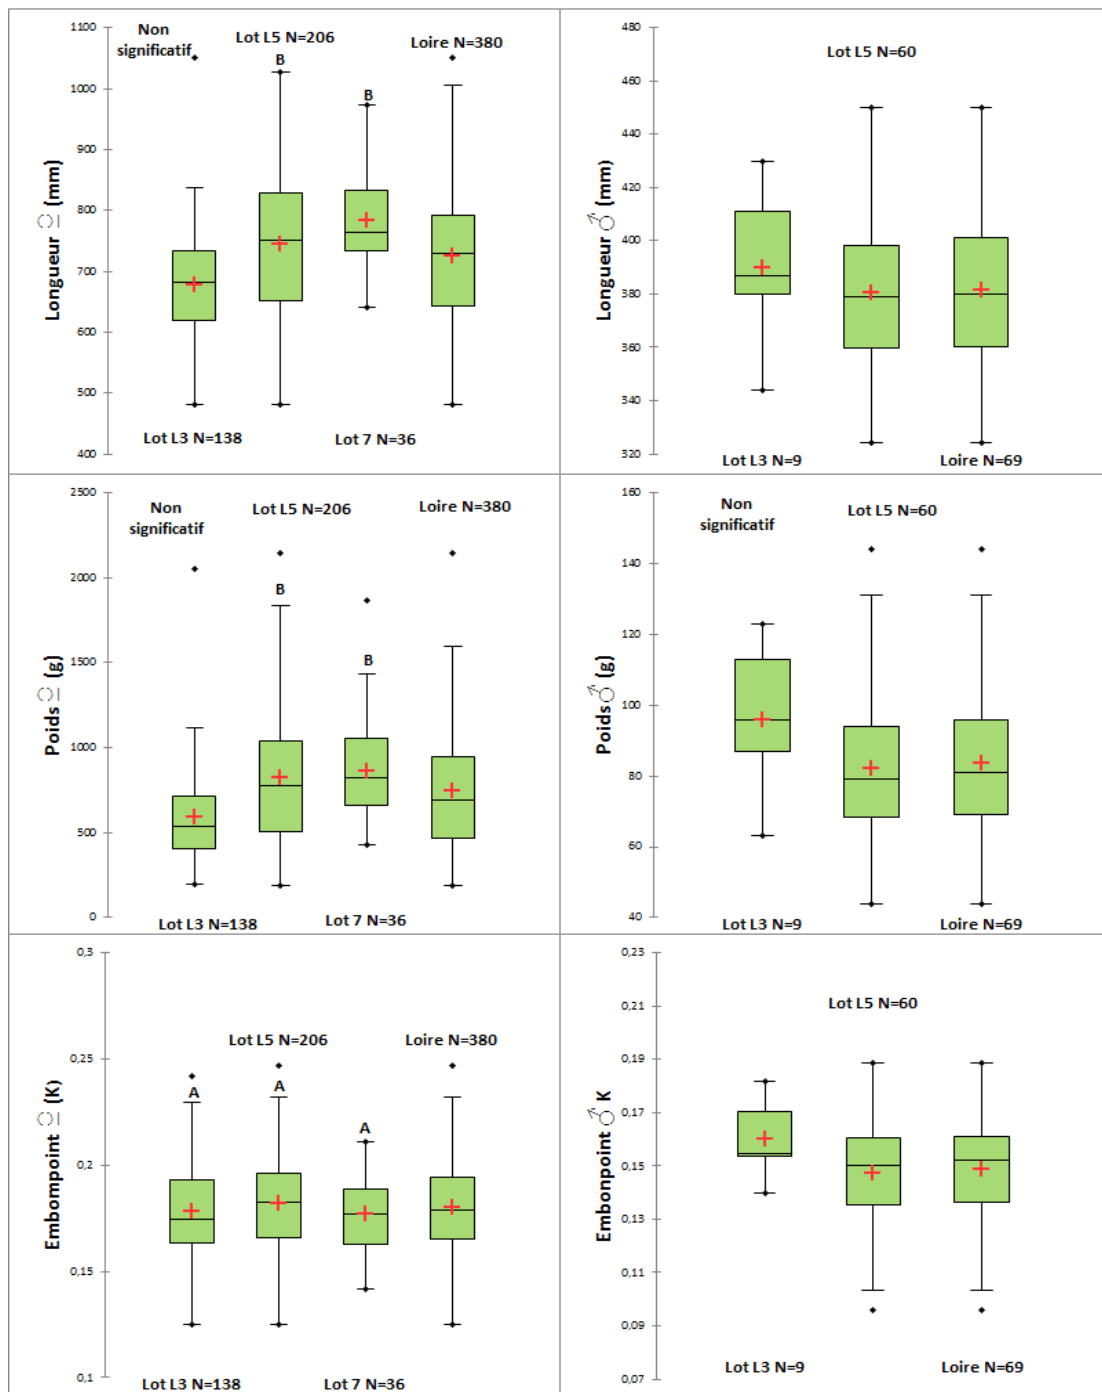 Non
significatif
Lot L5 N=206
Loire N=380
B
B
1100
1000
900
800
700
600
500
400
Longueur ♀ (mm)
Lot L3 N=138
Lot 7 N=36
Lot L5 N=60
480
460
440
420
400
380
360
340
320
Longueur ♂ (mm)
Lot L3 N=9
Loire N=69
Non
significatif
Lot L5 N=206
Loire N=380
B
B
2500
2000
1500
1000
500
0
Poids ♀ (g)
Lot L3 N=138
Lot 7 N=36
Non
significatif
Lot L5 N=60
160
140
120
100
80
60
40
Poids ♂ (g)
Lot L3 N=9
Loire N=69
Lot L5 N=206
Loire N=380
A
A
A
0,3
0,25
0,2
0,15
0,1
Embompoint ♀ (K)
Lot L3 N=138
Lot 7 N=36
Lot L5 N=60
0,23
0,21
0,19
0,17
0,15
0,13
0,11
0,09
0,07
Embonpoint ♂ K
Lot L3 N=9
Loire N=69